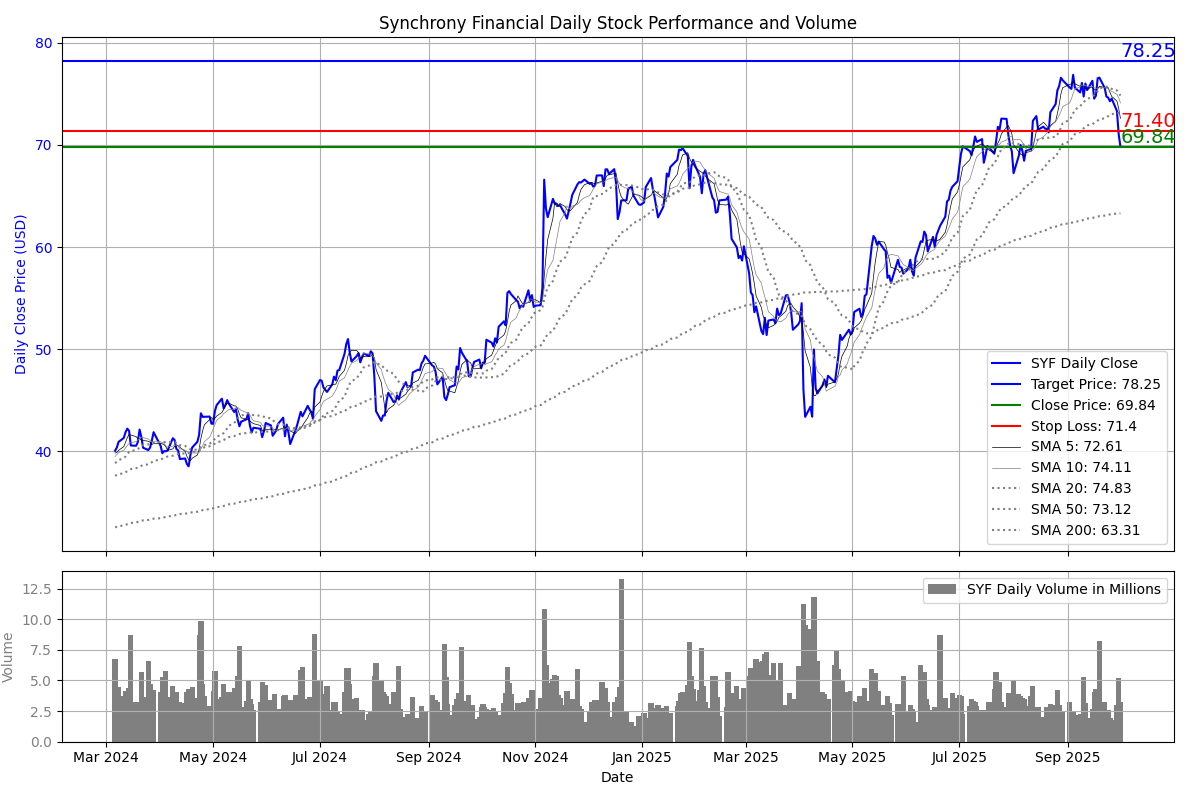 Synchrony Financial Daily Stock Performance and Volume
80
70
60
50
40
Daily Close Price (USD)
78.25
71.40
69.84
SYF Daily Close
Target Price: 78.25
Close Price: 69.84
Stop Loss: 71.4
SMA 5: 72.61
SMA 10: 74.11
SMA 20: 74.83
SMA 50: 73.12
SMA 200: 63.31
12.5
10.0
7.5
5.0
2.5
0.0
Volume
SYF Daily Volume in Millions
Mar 2024 May 2024 Jul 2024 Sep 2024 Nov 2024 Jan 2025 Mar 2025 May 2025 Jul 2025 Sep 2025
Date